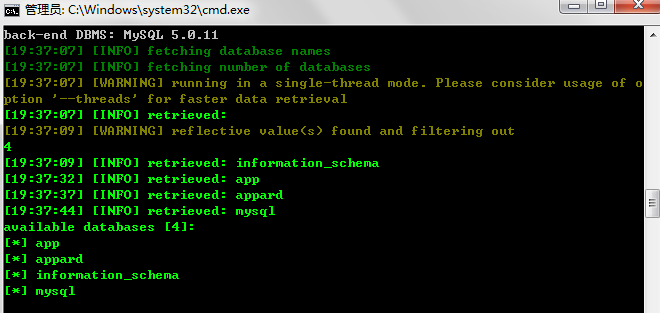 管理员: C:\Windows\system32\cmd.exe
back-end DBMS: MySQL 5.0.11
[19:37:07] [INFO] fetching database names
[19:37:07] [INFO] fetching number of databases
[19:37:07] [WARNING] running in a single-thread mode. Please consider usage of o
ption '--threads' for faster data retrieval
[19:37:07] [INFO] retrieved:
[19:37:09] [WARNING] reflective value(s) found and filtering out
4
[19:37:09] [INFO] retrieved: information_schema
[19:37:32] [INFO] retrieved: app
[19:37:37] [INFO] retrieved: appard
[19:37:44] [INFO] retrieved: mysql
available databases [4]:
[*] app
[*] appard
[*] information_schema
[*] mysql